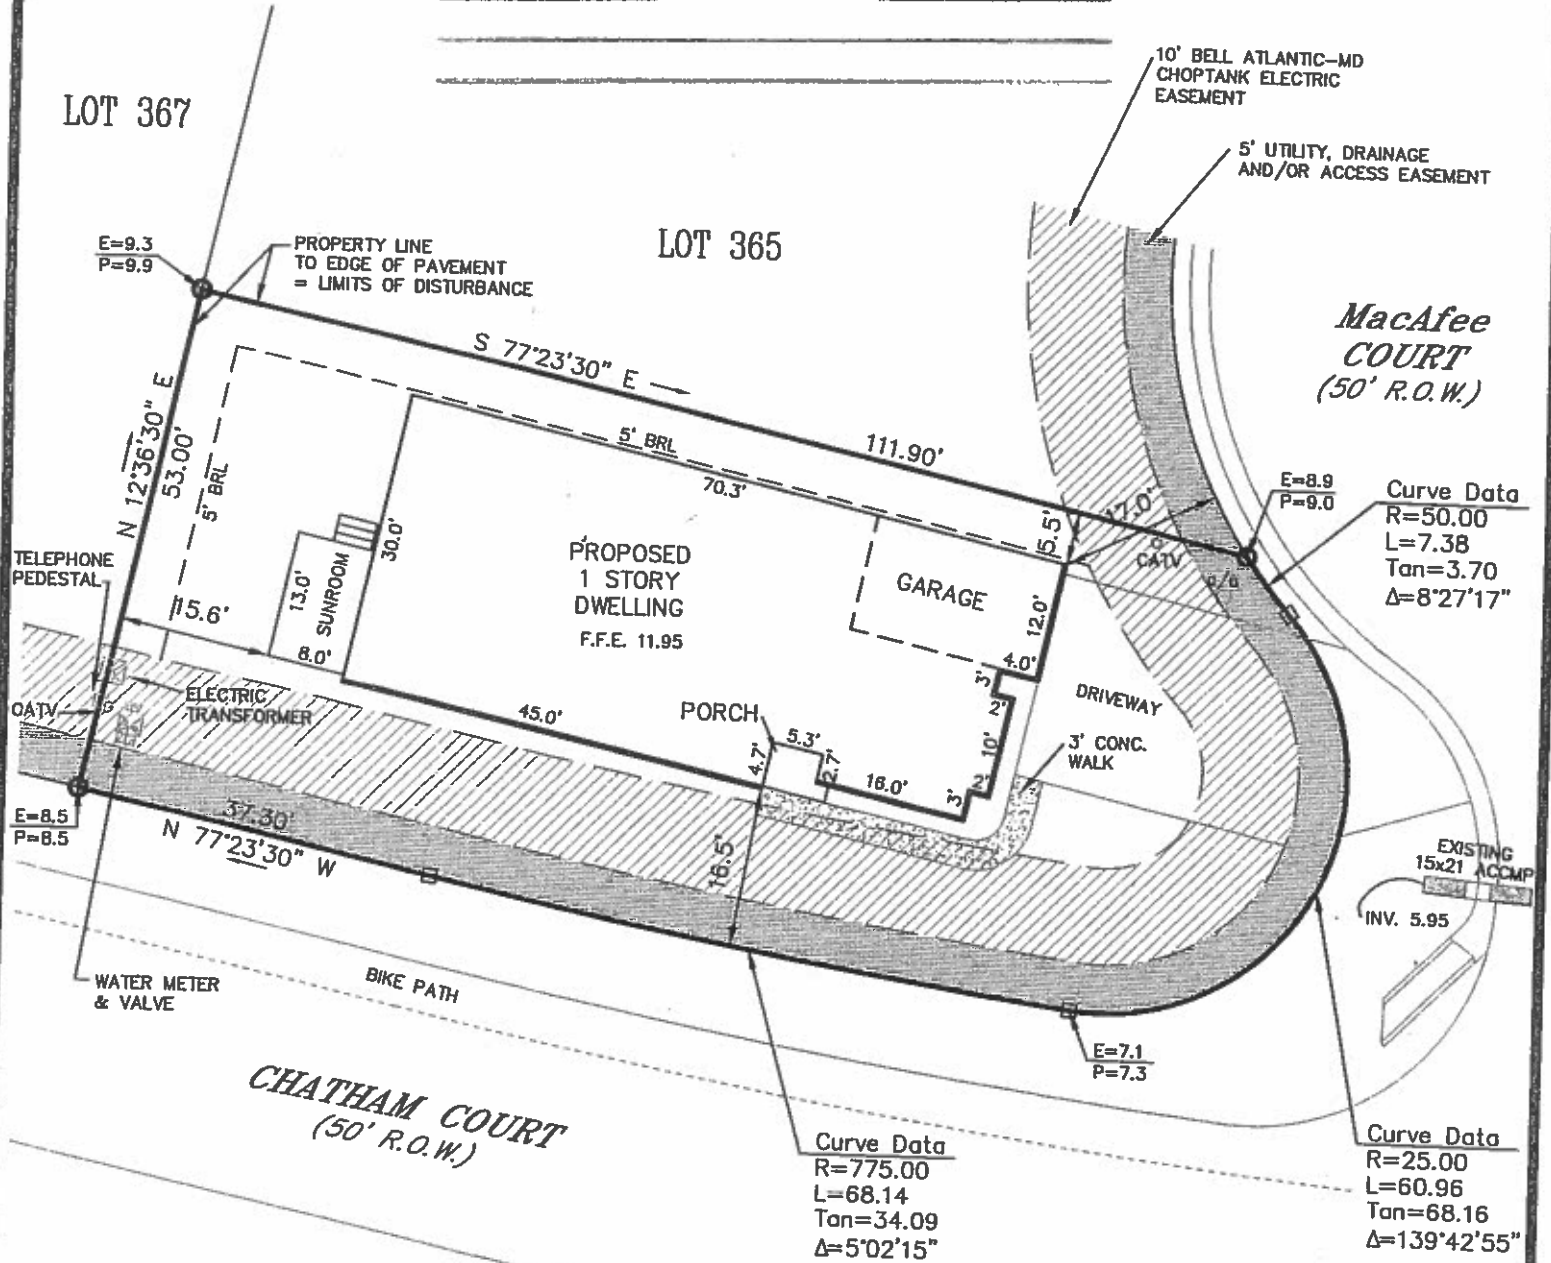 10' BELL ATLANTIC-MD
CHOPTANK ELECTRIC
EASEMENT
LOT 367
5' UTILITY, DRAINAGE
AND/OR ACCESS EASEMENT
LOT 365
E=9.3
P=9.9
PROPERTY LINE
TO EDGE OF PAVEMENT
= LIMITS OF DISTURBANCE
MacAfee
COURT
(50' R.O.W.)
S 77°23'30" E
111.90'
N 12°36'30" E
53.00'
5' BRL
5' BRL
70.3'
5.5'
17.0'
CATV
E=8.9
P=9.0
Curve Data
R=50.00
L=7.38
Tan=3.70
Δ=8°27'17"
TELEPHONE
PEDESTAL
15.6'
13.0'
SUNROOM
8.0'
30.0'
PROPOSED
1 STORY
DWELLING
F.F.E. 11.95
GARAGE
12.0'
4.0'
3'
2'
10'
2'
3'
DRIVEWAY
3' CONC.
WALK
CATV
ELECTRIC
TRANSFORMER
45.0'
PORCH
5.3'
4.7'
2.7'
16.0'
16.5'
E=8.5
P=8.5
37.30'
N 77°23'30" W
EXISTING
15x21 ACCMP
INV. 5.95
WATER METER
& VALVE
BIKE PATH
E=7.1
P=7.3
CHATHAM COURT
(50' R.O.W.)
Curve Data
R=775.00
L=68.14
Tan=34.09
Δ=5°02'15"
Curve Data
R=25.00
L=60.96
Tan=68.16
Δ=139°42'55"